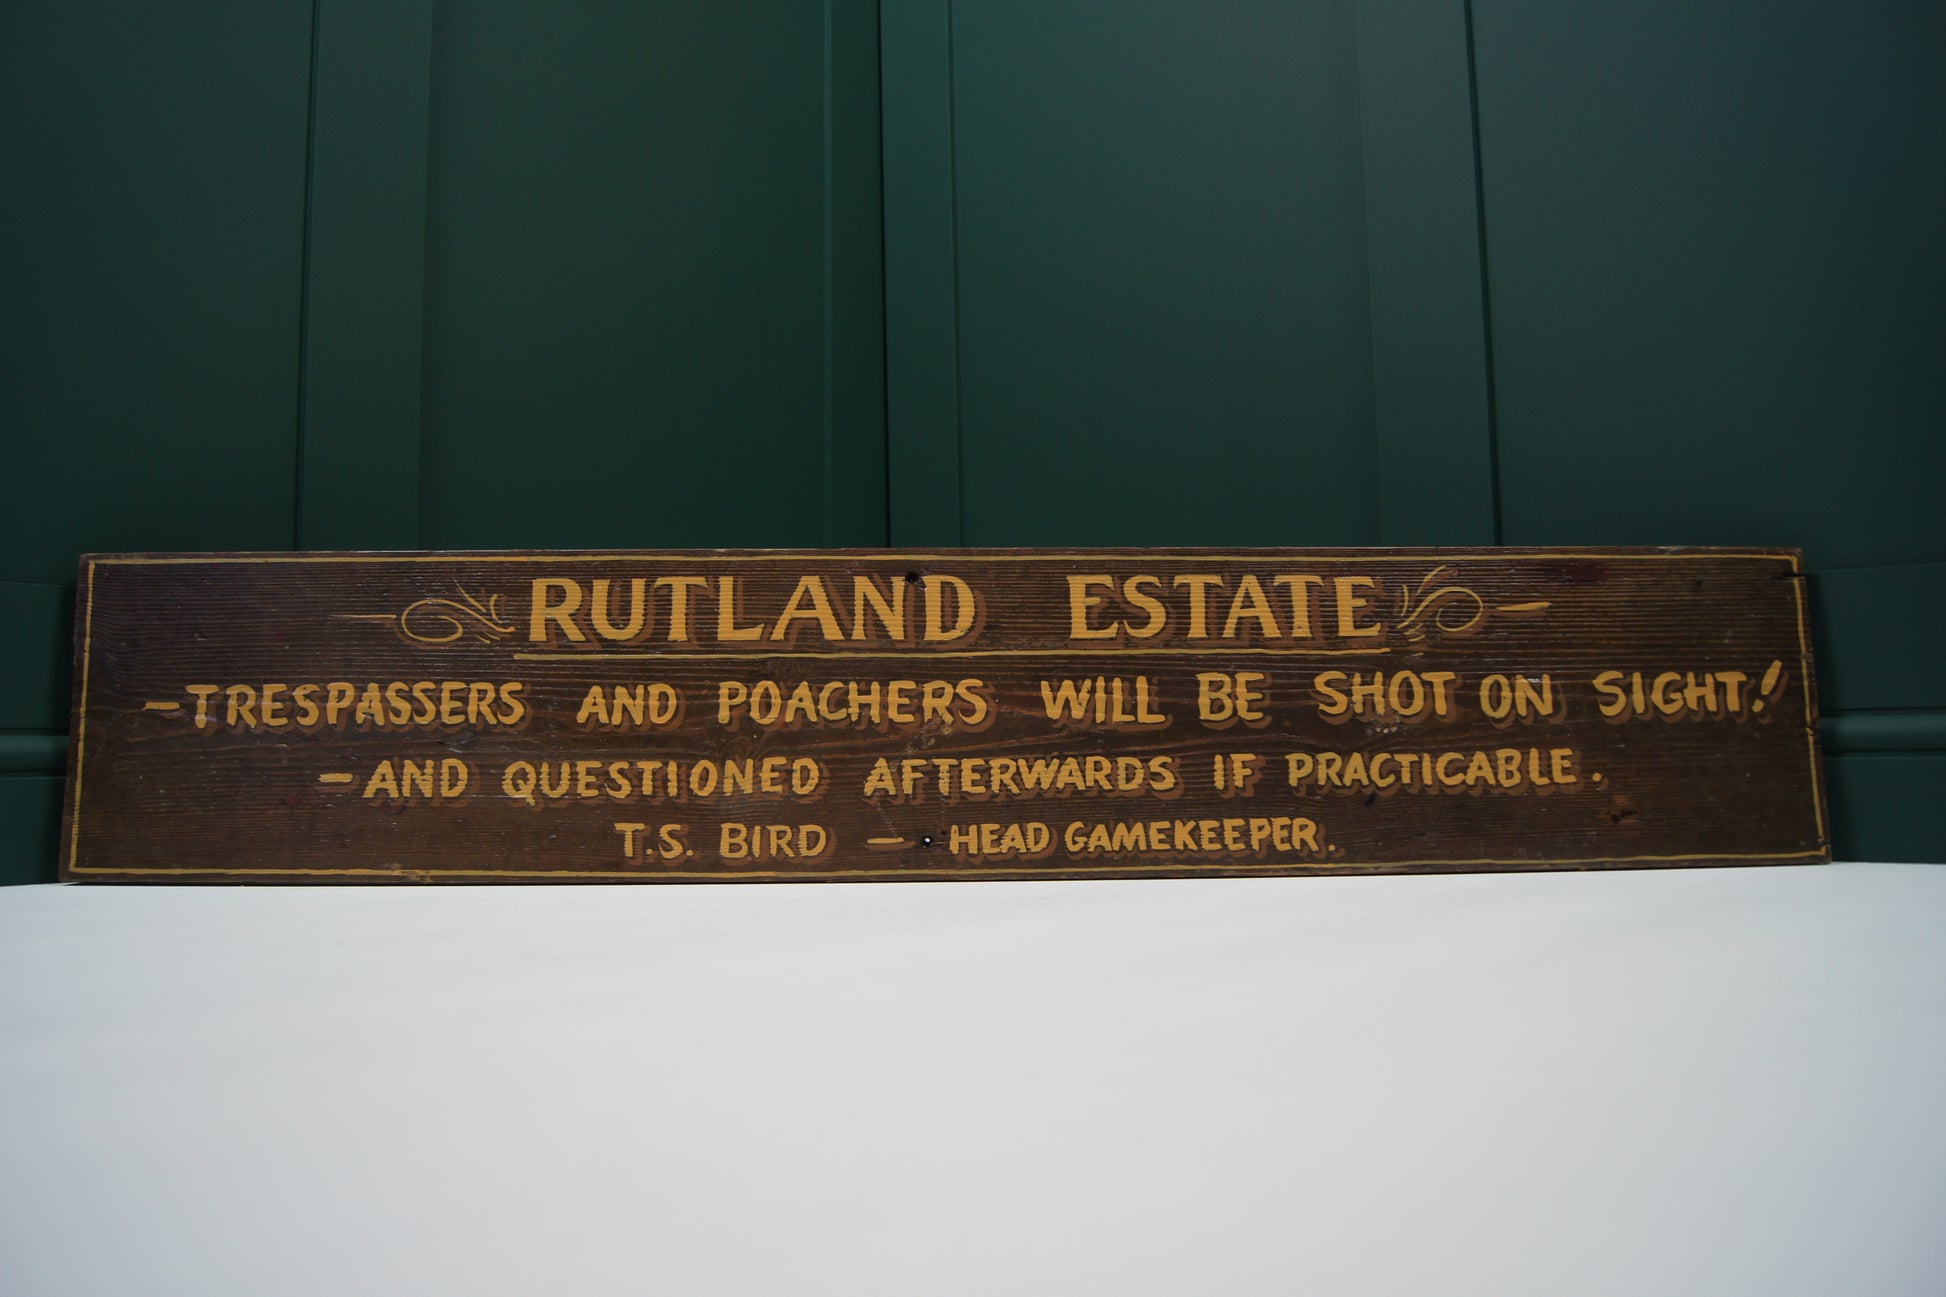 RUTLAND ESTATE
-TRESPASSERS AND POACHERS WILL BE SHOT ON SIGHT!
-AND QUESTIONED AFTERWARDS IF PRACTICABLE.
T.S. BIRD - HEAD GAMEKEEPER.